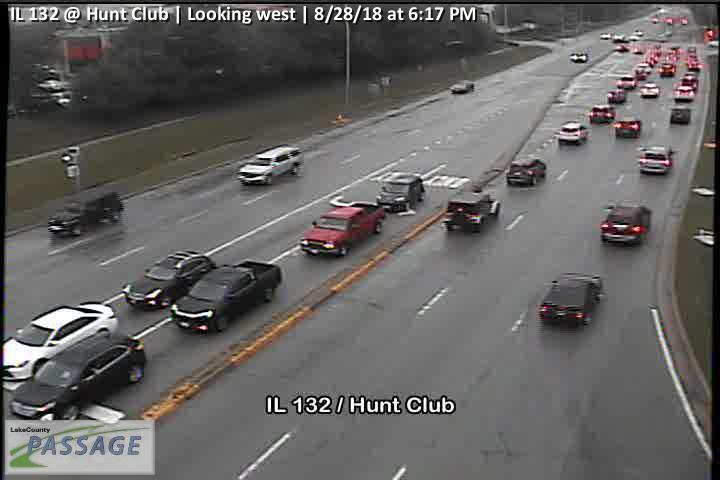 IL 132 @ Hunt Club | Looking west | 8/28/18 at 6:17 PM
IL 132 / Hunt Club
LakeCounty
PASSAGE